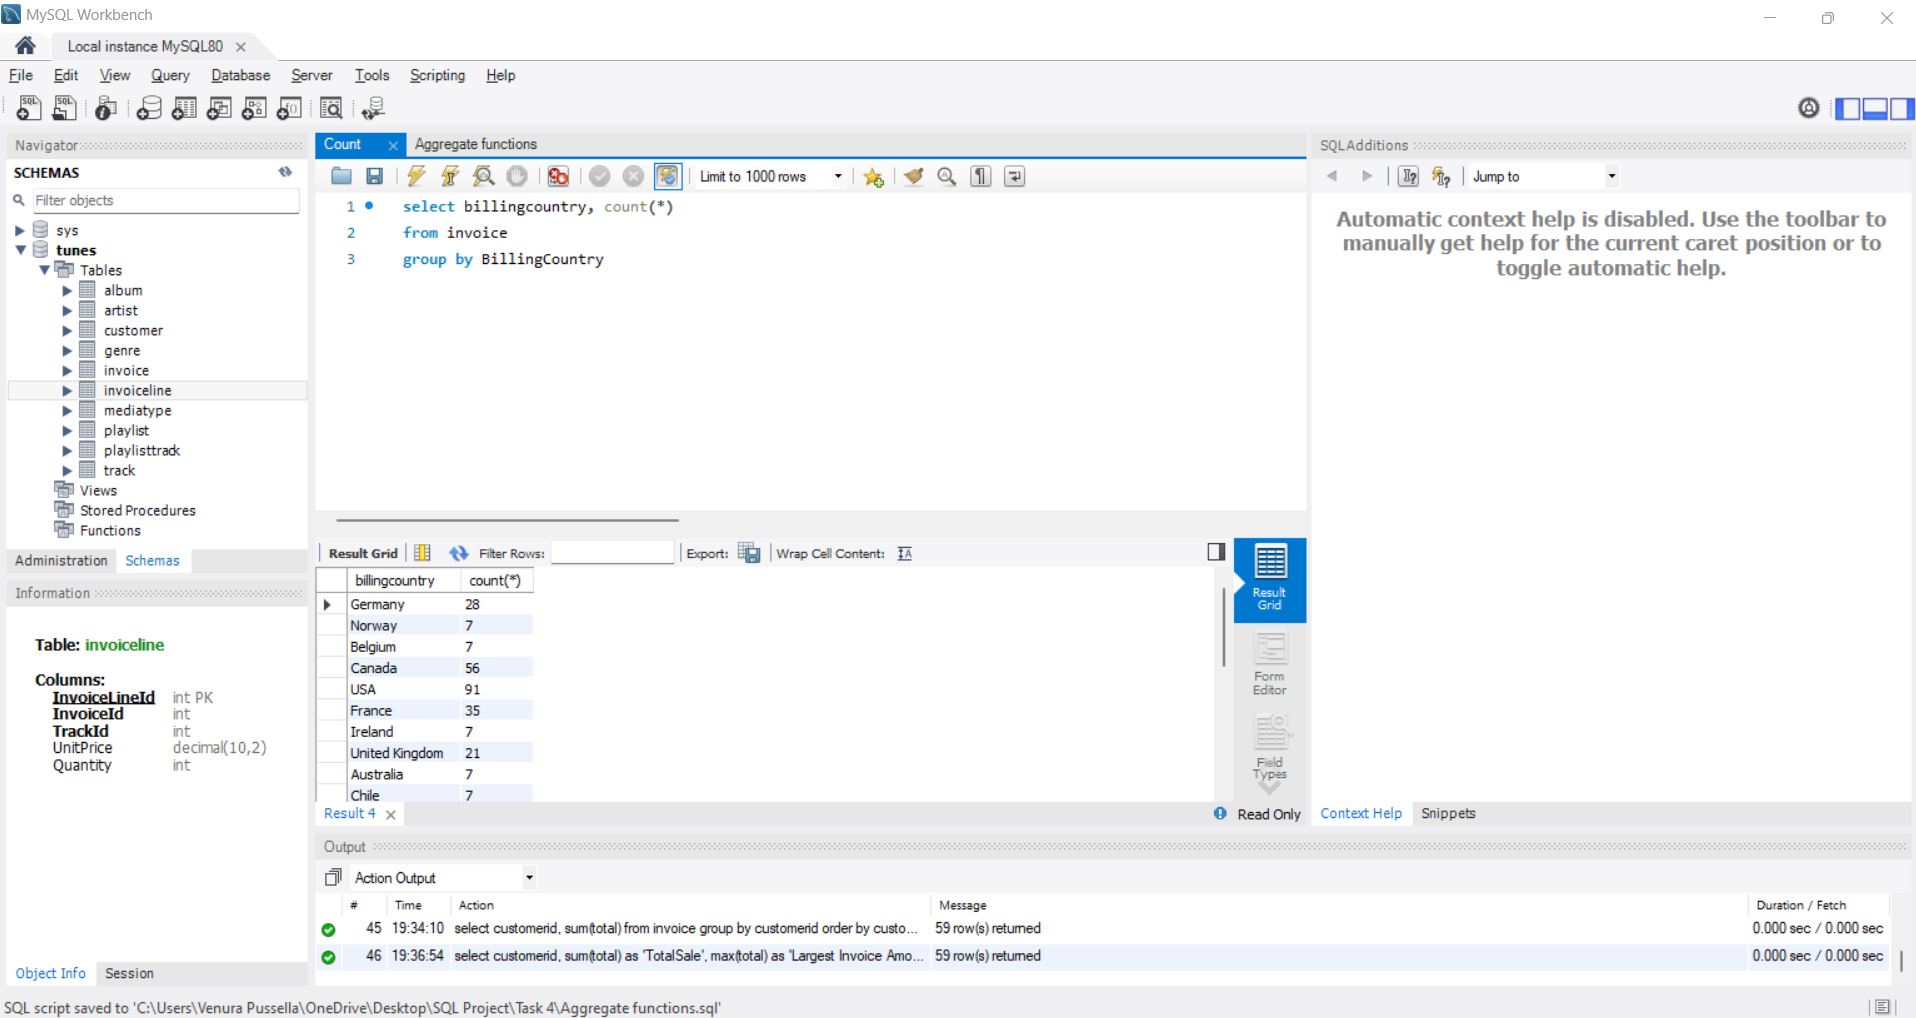 MySQL Workbench
Local instance MySQL80
File Edit View Query Database Server Tools Scripting Help
Navigator
SCHEMAS
Filter objects
sys
tunes
Tables
album
artist
customer
genre
invoice
invoiceline
mediatype
playlist
playlisttrack
track
Views
Stored Procedures
Functions
Administration Schemas
Information
Table: invoiceline
Columns:
InvoiceLineId int PK
InvoiceId int
TrackId int
UnitPrice decimal(10,2)
Quantity int
Object Info Session
Count Aggregate functions
Limit to 1000 rows
1 select billingcountry, count(*)
2 from invoice
3 group by BillingCountry
Result Grid Filter Rows: Export: Wrap Cell Content:
billingcountry count(*)
Germany 28
Norway 7
Belgium 7
Canada 56
USA 91
France 35
Ireland 7
United Kingdom 21
Australia 7
Chile 7
Result Grid
Form Editor
Field Types
Result 4 Read Only
SQLAdditions
Jump to
Automatic context help is disabled. Use the toolbar to
manually get help for the current caret position or to
toggle automatic help.
Context Help Snippets
Output
Action Output
# Time Action Message Duration / Fetch
45 19:34:10 select customerid, sum(total) from invoice group by customerid order by custo... 59 row(s) returned 0.000 sec / 0.000 sec
46 19:36:54 select customerid, sum(total) as 'TotalSale', max(total) as 'Largest Invoice Amo... 59 row(s) returned 0.000 sec / 0.000 sec
SQL script saved to 'C:\Users\Venura Pussella\OneDrive\Desktop\SQL Project\Task 4\Aggregate functions.sql'